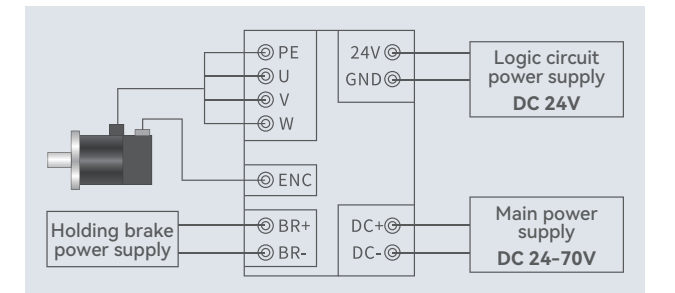 PE
U
V
W
ENC
BR+
BR-
24V
GND
DC+
DC-
Logic circuit
power supply
DC 24V
Holding brake
power supply
Main power
supply
DC 24-70V